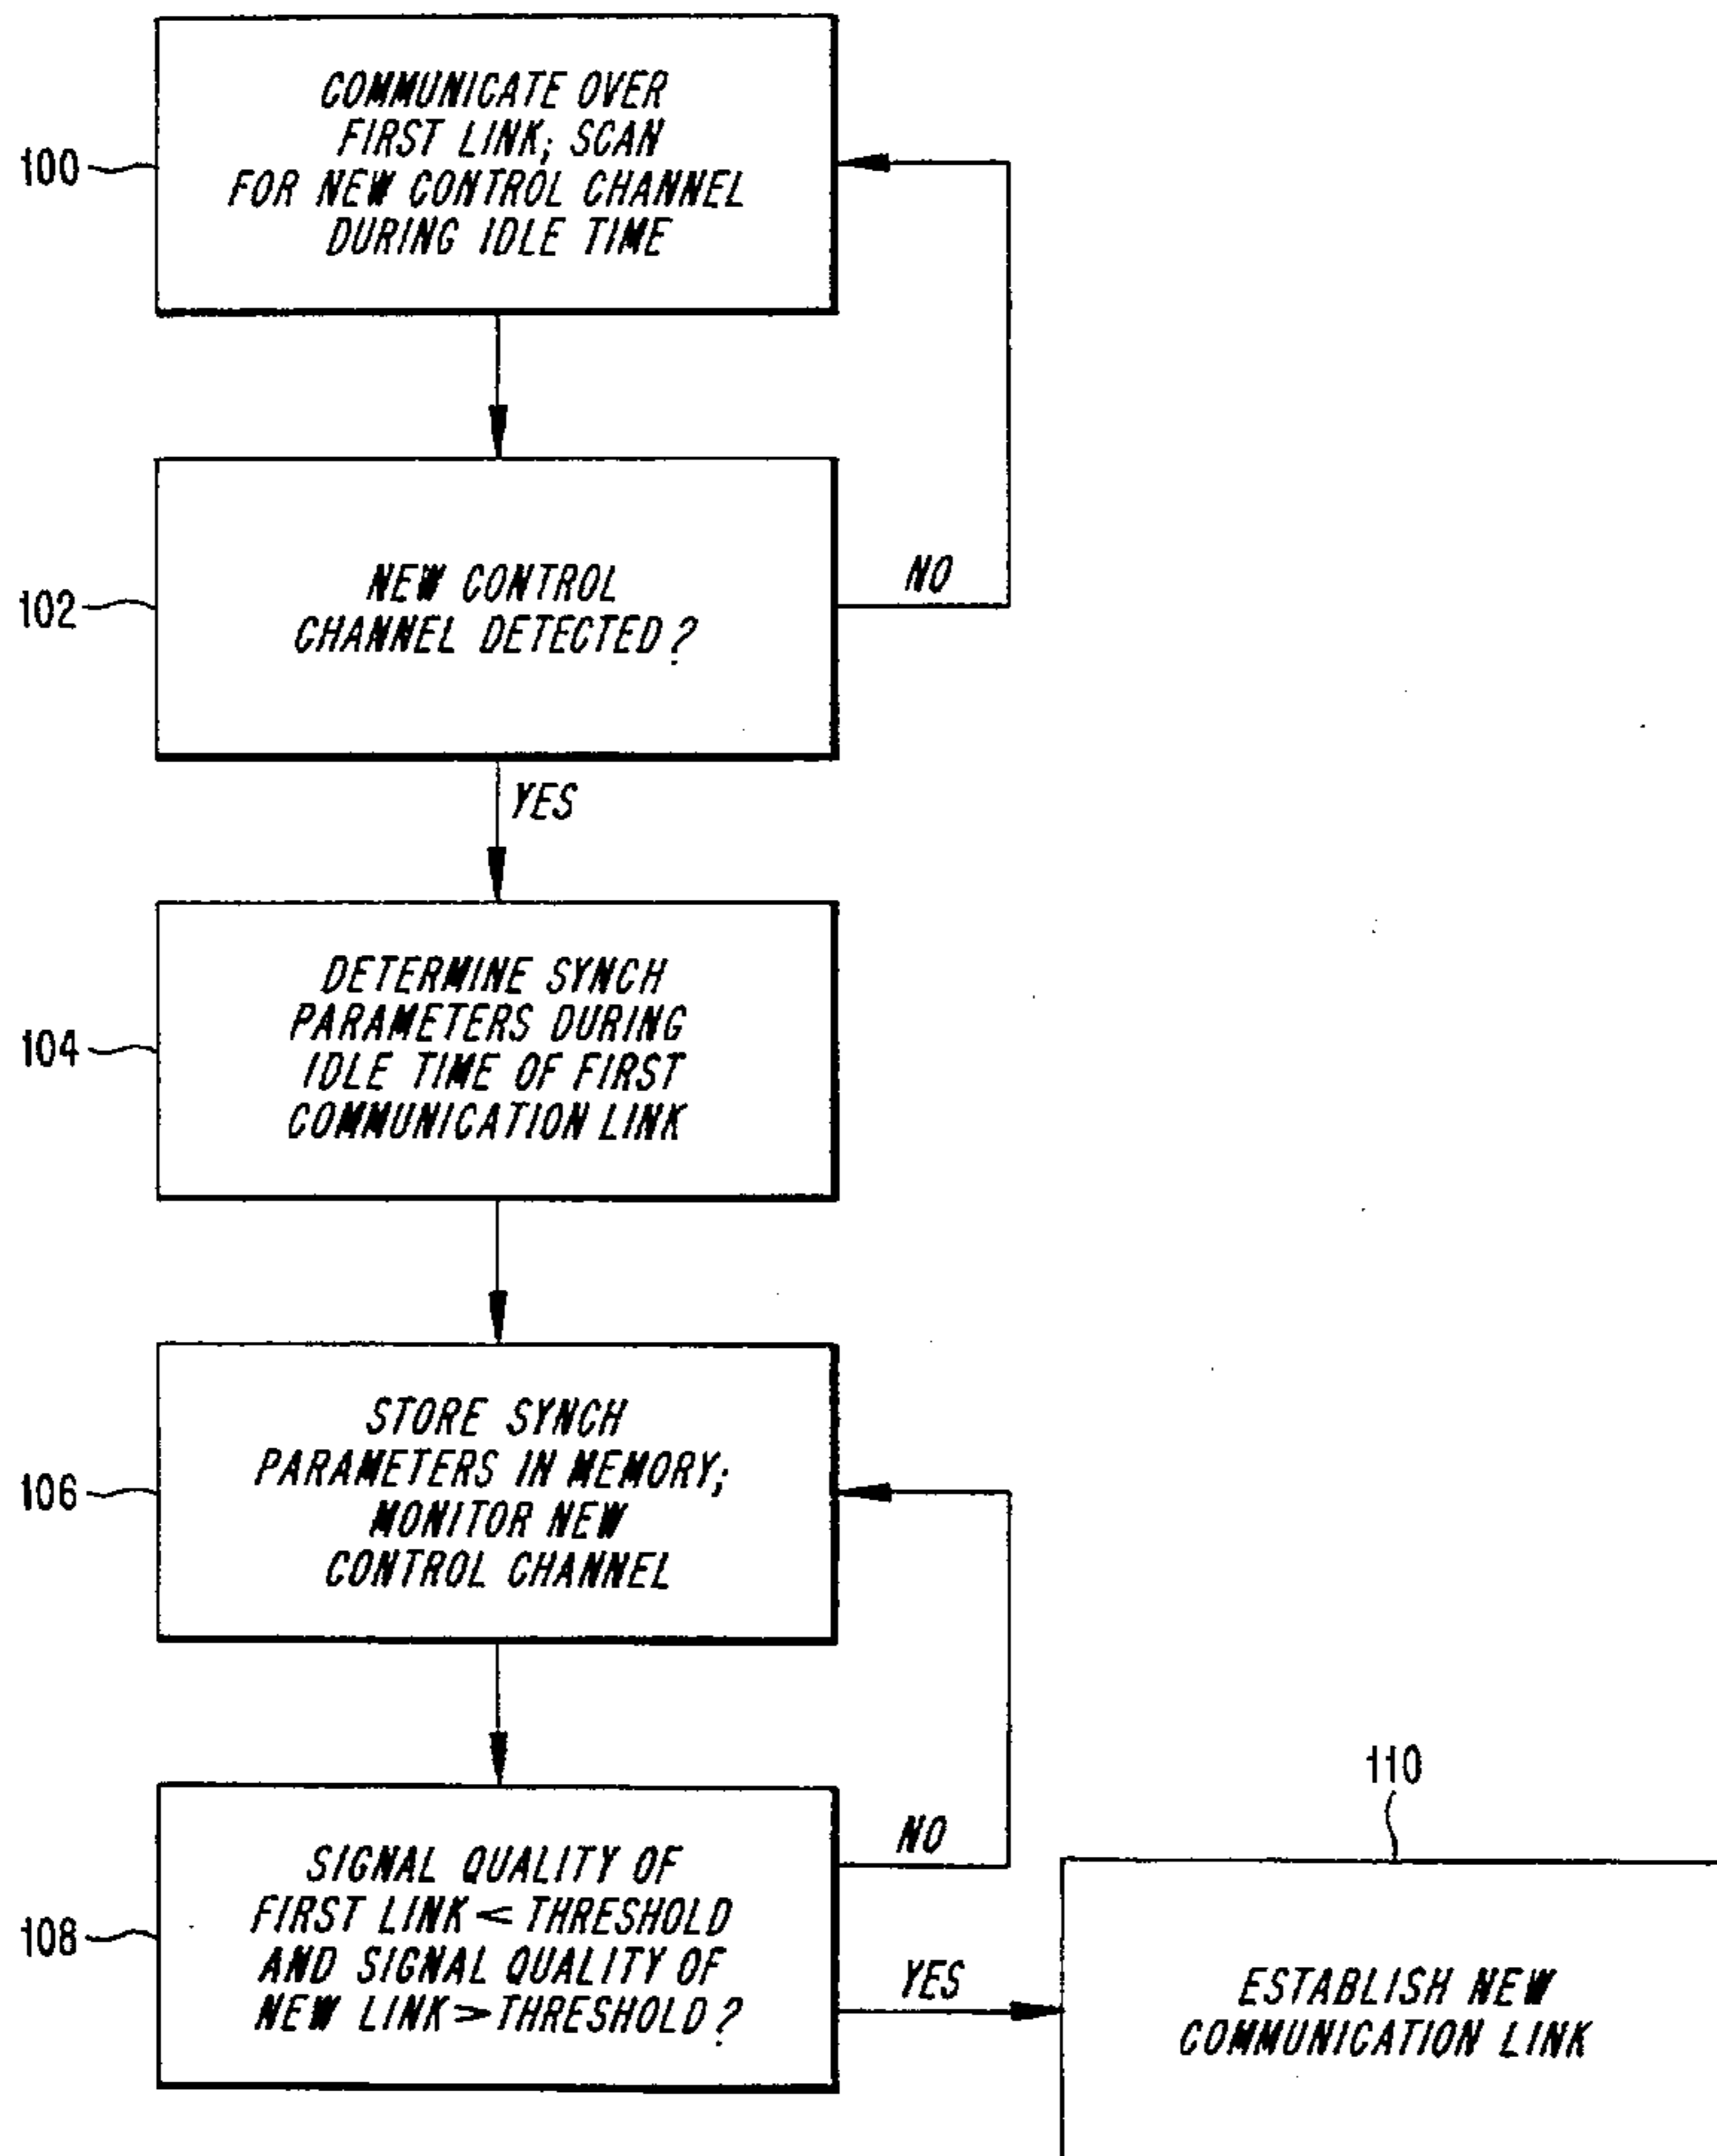 COMMUNICATE OVER
FIRST LINK; SCAN
FOR NEW CONTROL CHANNEL
DURING IDLE TIME
100
NEW CONTROL
CHANNEL DETECTED?
102
NO
YES
DETERMINE SYNCH
PARAMETERS DURING
IDLE TIME OF FIRST
COMMUNICATION LINK
104
STORE SYNCH
PARAMETERS IN MEMORY;
MONITOR NEW
CONTROL CHANNEL
106
SIGNAL QUALITY OF
FIRST LINK < THRESHOLD
AND SIGNAL QUALITY OF
NEW LINK > THRESHOLD?
108
NO
YES
110
ESTABLISH NEW
COMMUNICATION LINK